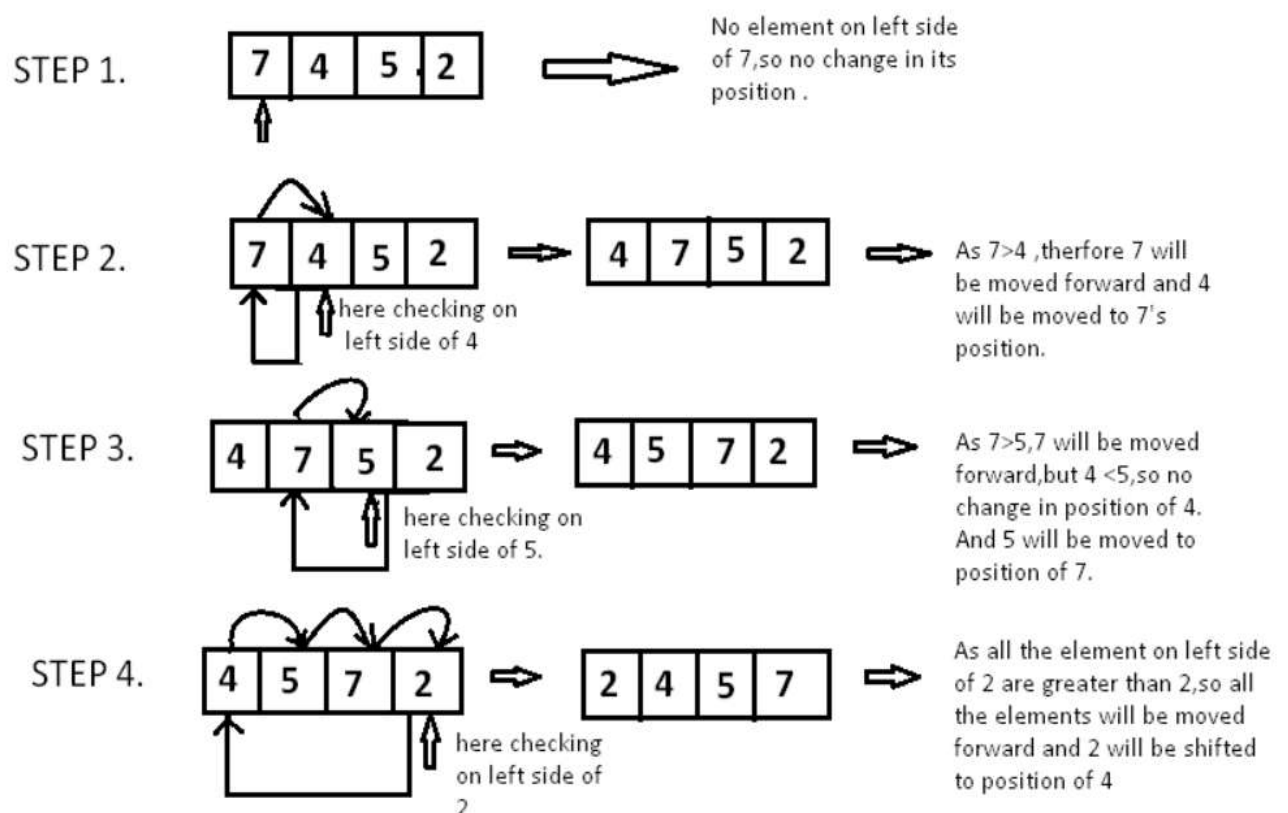 STEP 1.
7 4 5 . 2
No element on left side
of 7,so no change in its
position .
STEP 2.
7 4 5 2
here checking on
left side of 4
4 7 5 2
As 7>4 ,therfore 7 will
be moved forward and 4
will be moved to 7's
position.
STEP 3.
4 7 5 2
here checking on
left side of 5.
4 5 7 2
As 7>5,7 will be moved
forward,but 4 <5,so no
change in position of 4.
And 5 will be moved to
position of 7.
STEP 4.
4 5 7 2
here checking
on left side of
2
2 4 5 7
As all the element on left side
of 2 are greater than 2,so all
the elements will be moved
forward and 2 will be shifted
to position of 4